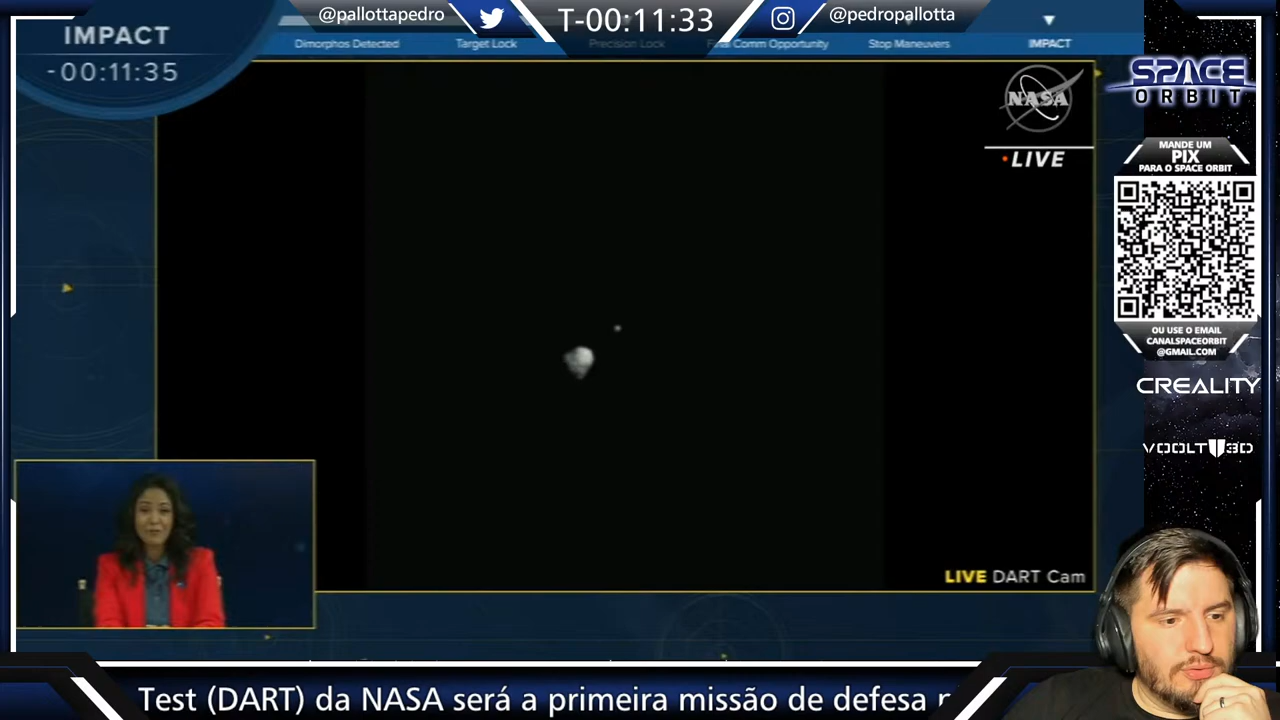 @pallottapedro
T-00:11:33
@pedropallotta
IMPACT
-00:11:35
Dimorphos Detected
Target Lock
Precision Lock
Comm Opportunity
Stop Maneuvers
IMPACT
NASA
LIVE
SPACE
ORBIT
MANDE UM
PIX
PARA O SPACE ORBIT
OU USE O EMAIL
CANALSPACEORBIT
@GMAIL.COM
CREALITY
VOOLT3D
LIVE DART Cam
Test (DART) da NASA será a primeira missão de defesa